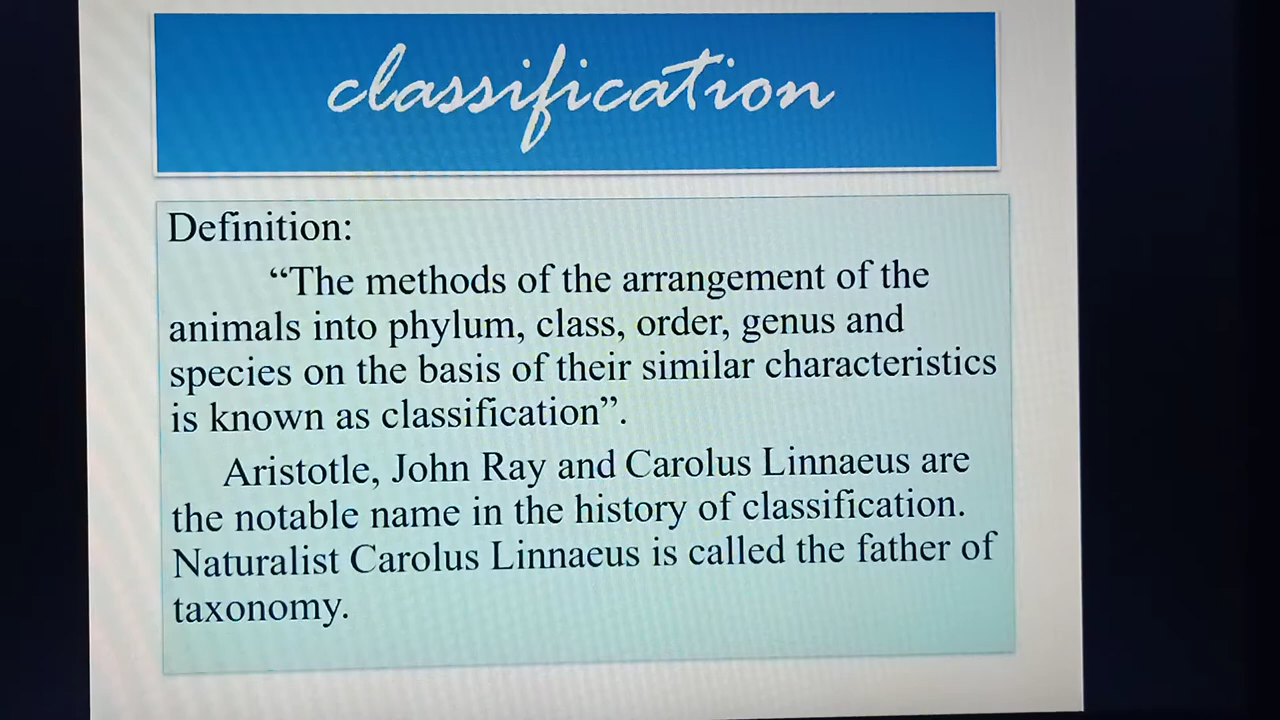 classification
Definition:
“The methods of the arrangement of the
animals into phylum, class, order, genus and
species on the basis of their similar characteristics
is known as classification”.
Aristotle, John Ray and Carolus Linnaeus are
the notable name in the history of classification.
Naturalist Carolus Linnaeus is called the father of
taxonomy.